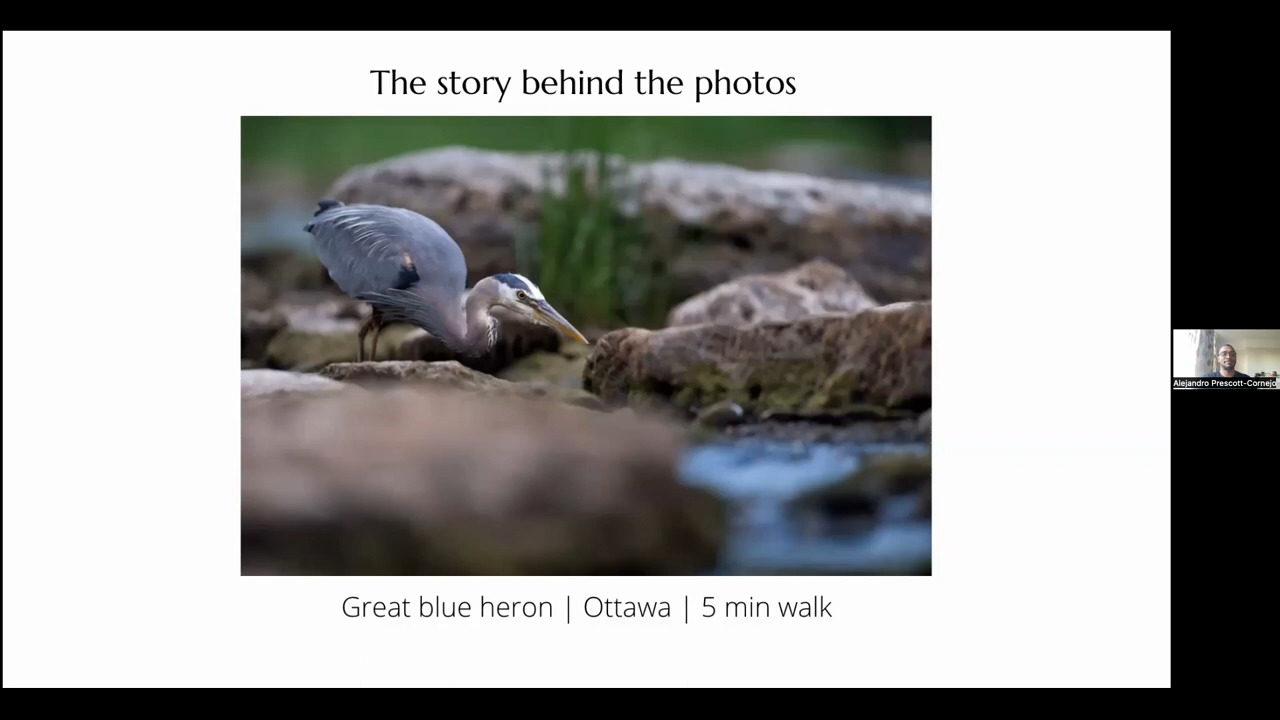 The story behind the photos
Great blue heron | Ottawa | 5 min walk
Alejandro Prescott-Cornejo